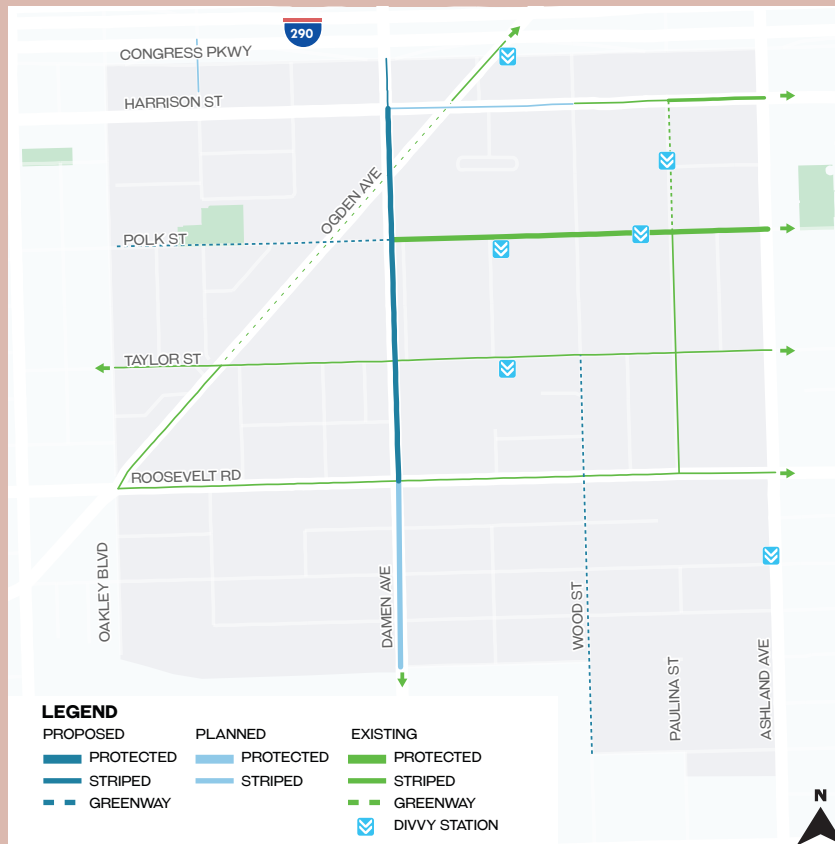 290
CONGRESS PKWY
HARRISON ST
OGDEN AVE
POLK ST
TAYLOR ST
ROOSEVELT RD
OAKLEY BLVD
DAMEN AVE
WOOD ST
PAULINA ST
ASHLAND AVE
LEGEND
PROPOSED
PROTECTED
STRIPED
GREENWAY
PLANNED
PROTECTED
STRIPED
EXISTING
PROTECTED
STRIPED
GREENWAY
DIVVY STATION
N